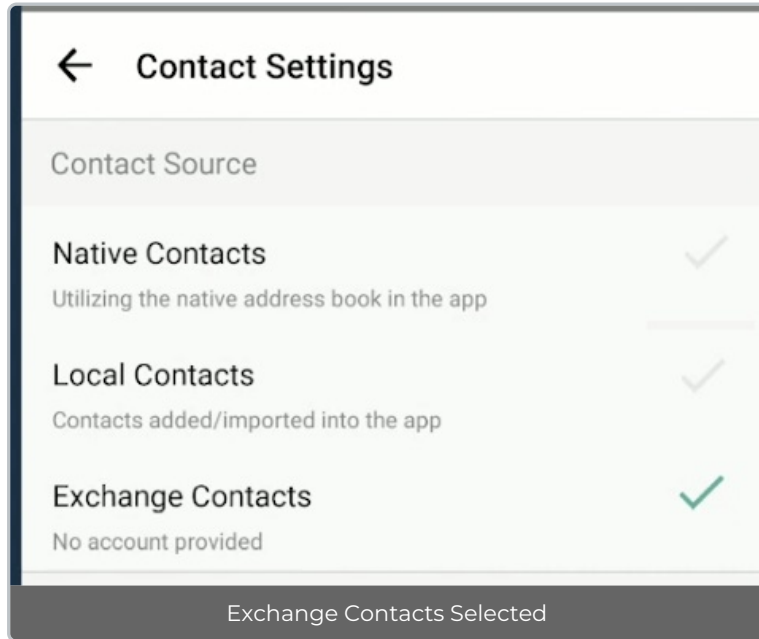 Contact Settings
Contact Source
Native Contacts
Utilizing the native address book in the app
Local Contacts
Contacts added/imported into the app
Exchange Contacts
No account provided
Exchange Contacts Selected